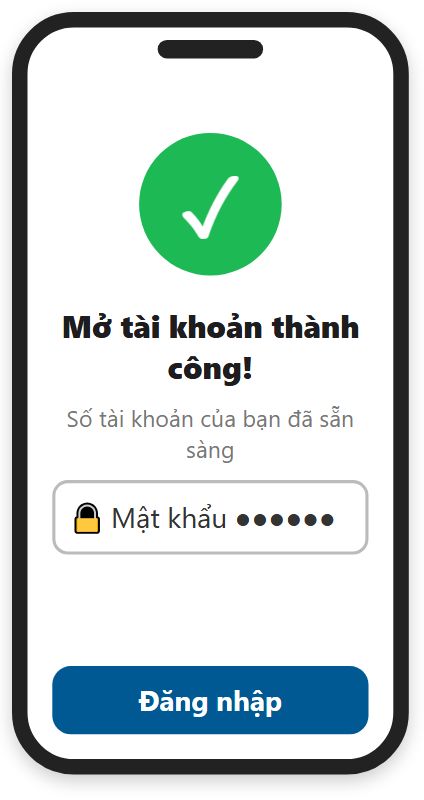 Mở tài khoản thành
công!
Số tài khoản của bạn đã sẵn
sàng
🔒 Mật khẩu ●●●●●●
Đăng nhập